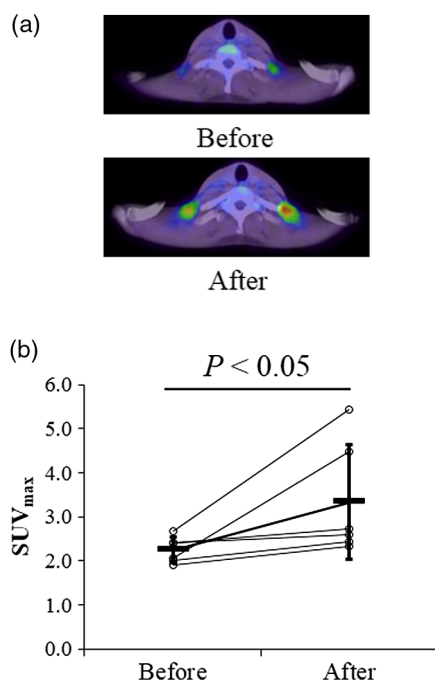 (a)
Before
After
(b)
P < 0.05
6.0
5.0
4.0
3.0
2.0
1.0
0.0
SUVmax
Before
After